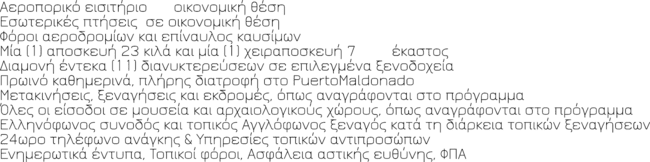 Αεροπορικό εισιτήριο οικονομική θέση
Εσωτερικές πτήσεις σε οικονομική θέση
Φόροι αεροδρομίων και επίναυλος καυσίμων
Μία (1) αποσκευή 23 κιλά και μία (1) χειραποσκευή 7 έκαστος
Διαμονή έντεκα (11) διανυκτερεύσεων σε επιλεγμένα ξενοδοχεία
Πρωινό καθημερινά, πλήρης διατροφή στο PuertoMaldonado
Μετακινήσεις, ξεναγήσεις και εκδρομές, όπως αναγράφονται στο πρόγραμμα
Όλες οι είσοδοι σε μουσεία και αρχαιολογικούς χώρους, όπως αναγράφονται στο πρόγραμμα
Ελληνόφωνος συνοδός και τοπικός Αγγλόφωνος ξεναγός κατά τη διάρκεια τοπικών ξεναγήσεων
24ωρο τηλέφωνο ανάγκης & Υπηρεσίες τοπικών αντιπροσώπων
Ενημερωτικά έντυπα, Τοπικοί φόροι, Ασφάλεια αστικής ευθύνης, ΦΠΑ